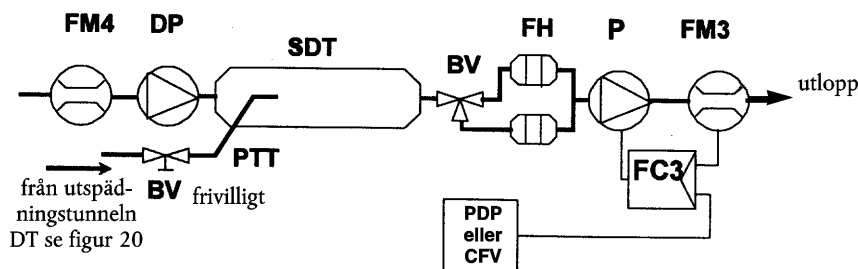 FM4
DP
SDT
BV
FH
P
FM3
utlopp
PTT
BV
frivilligt
från utspäd-
ningstunneln
DT se figur 20
FC3
PDP
eller
CFV